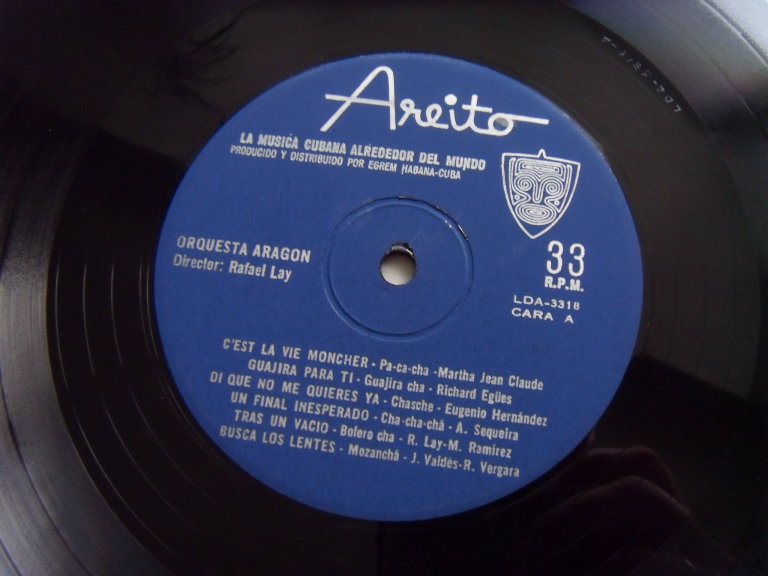 Areito
LA MUSICA CUBANA ALREDEDOR DEL MUNDO
PRODUCIDO Y DISTRIBUIDO POR EGREM HABANA-CUBA
ORQUESTA ARAGON
Director: Rafael Lay
33
R.P.M.
LDA-3318
CARA A
C'EST LA VIE MONCHER - Pa-ca-cha - Martha Jean Claude
GUAJIRA PARA TI - Guajira cha - Richard Egües
DI QUE NO ME QUIERES YA - Chasche - Eugenio Hernández
UN FINAL INESPERADO - Cha-cha-chá - A. Sequeira
TRAS UN VACIO - Bolero cha - R. Lay-M. Ramirez
BUSCA LOS LENTES - Mozanchá - J. Valdés-R. Vergara
LDA-3318-A